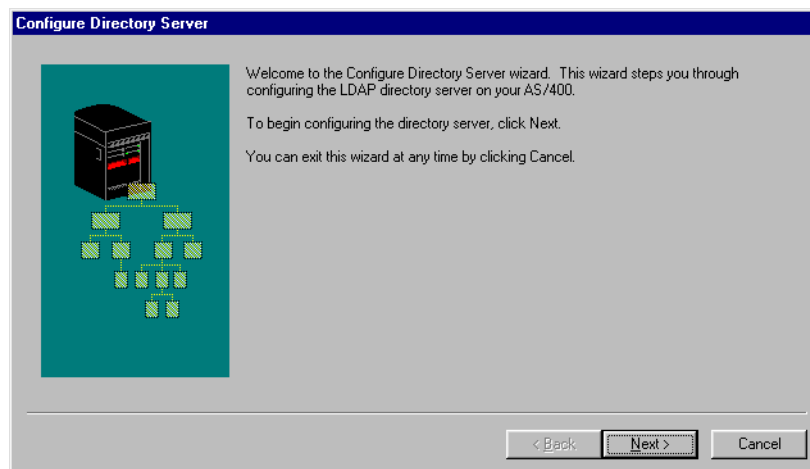 Configure Directory Server
Welcome to the Configure Directory Server wizard. This wizard steps you through
configuring the LDAP directory server on your AS/400.
To begin configuring the directory server, click Next.
You can exit this wizard at any time by clicking Cancel.
< Back
Next >
Cancel